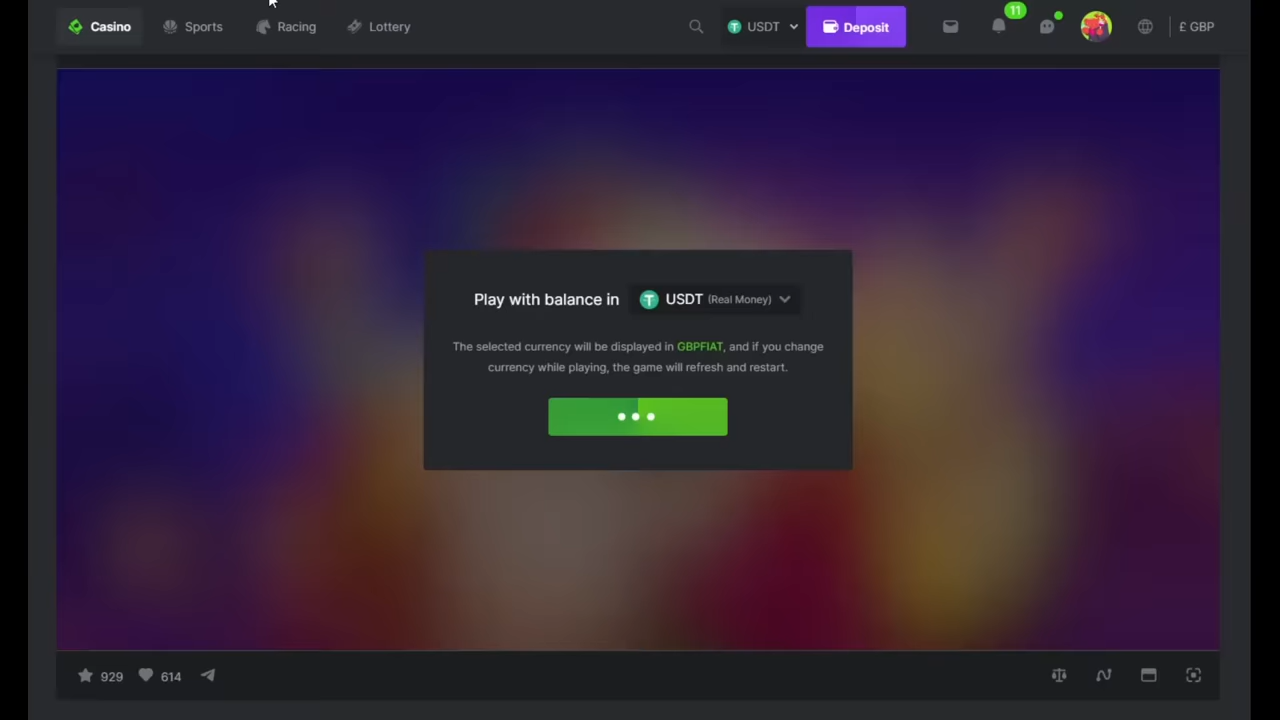 Casino Sports Racing Lottery USDT Deposit 11 £ GBP
Play with balance in USDT (Real Money)
The selected currency will be displayed in GBPFIAT, and if you change
currency while playing, the game will refresh and restart.
929 614